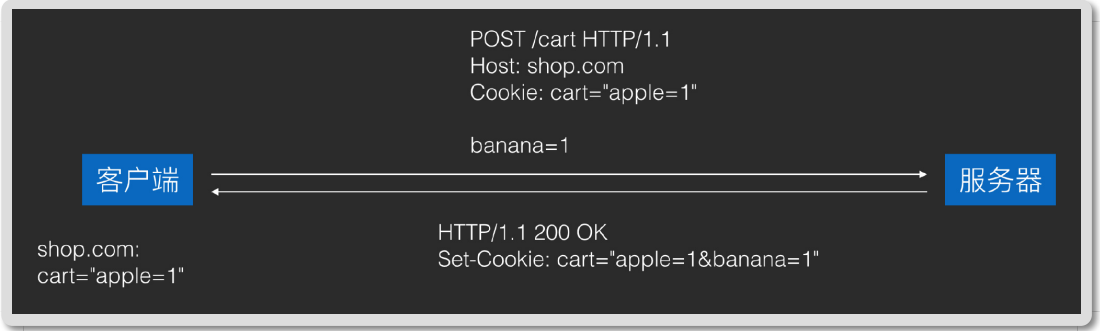 POST /cart HTTP/1.1
Host: shop.com
Cookie: cart="apple=1"
banana=1
客户端
服务器
HTTP/1.1 200 OK
Set-Cookie: cart="apple=1&banana=1"
shop.com:
cart="apple=1"